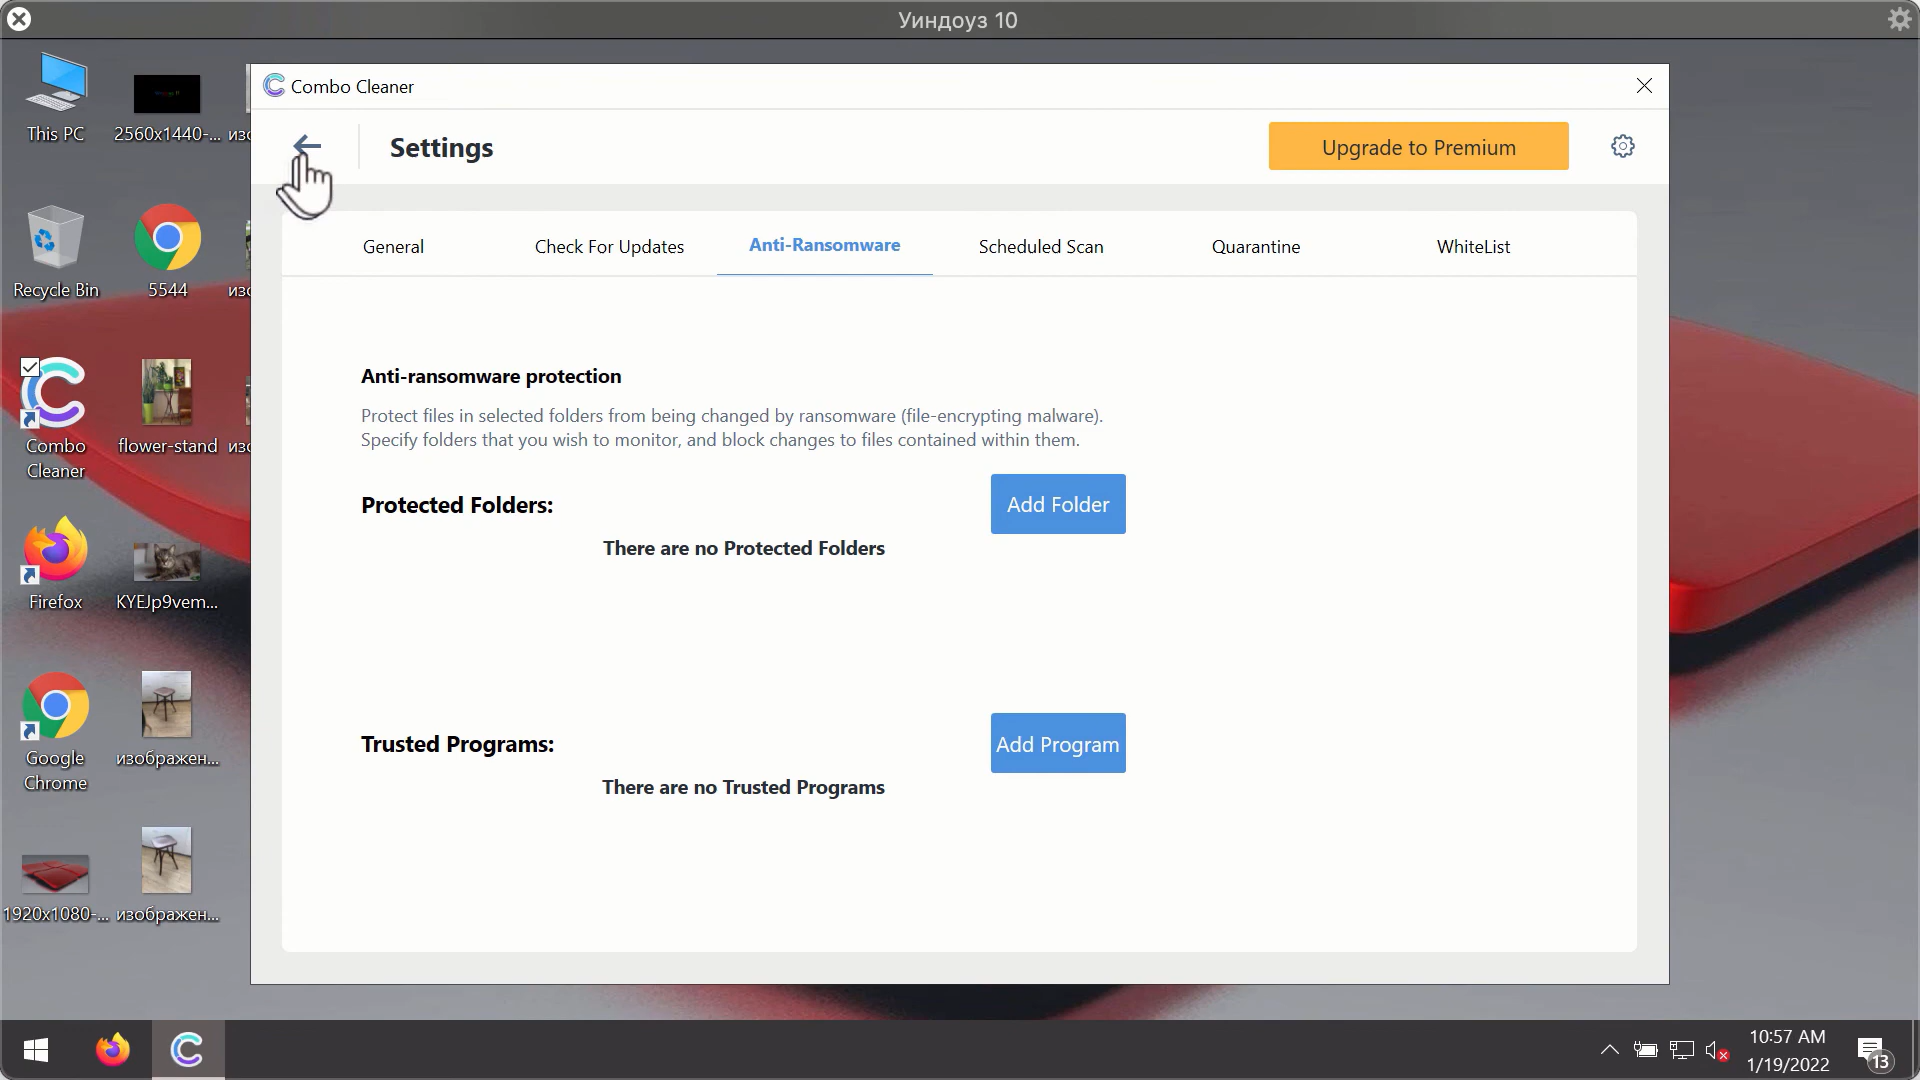 Уиндоуз 10
This PC
2560x1440-...
изо
Combo Cleaner
Settings
Upgrade to Premium
General
Check For Updates
Anti-Ransomware
Scheduled Scan
Quarantine
WhiteList
Recycle Bin
5544
изо
Anti-ransomware protection
Protect files in selected folders from being changed by ransomware (file-encrypting malware).
Specify folders that you wish to monitor, and block changes to files contained within them.
Combo
Cleaner
flower-stand
изо
Protected Folders:
Add Folder
There are no Protected Folders
Firefox
KYEJp9vem...
Trusted Programs:
Add Program
There are no Trusted Programs
Google
Chrome
изображен...
1920x1080-...
изображен...
10:57 AM
1/19/2022
13